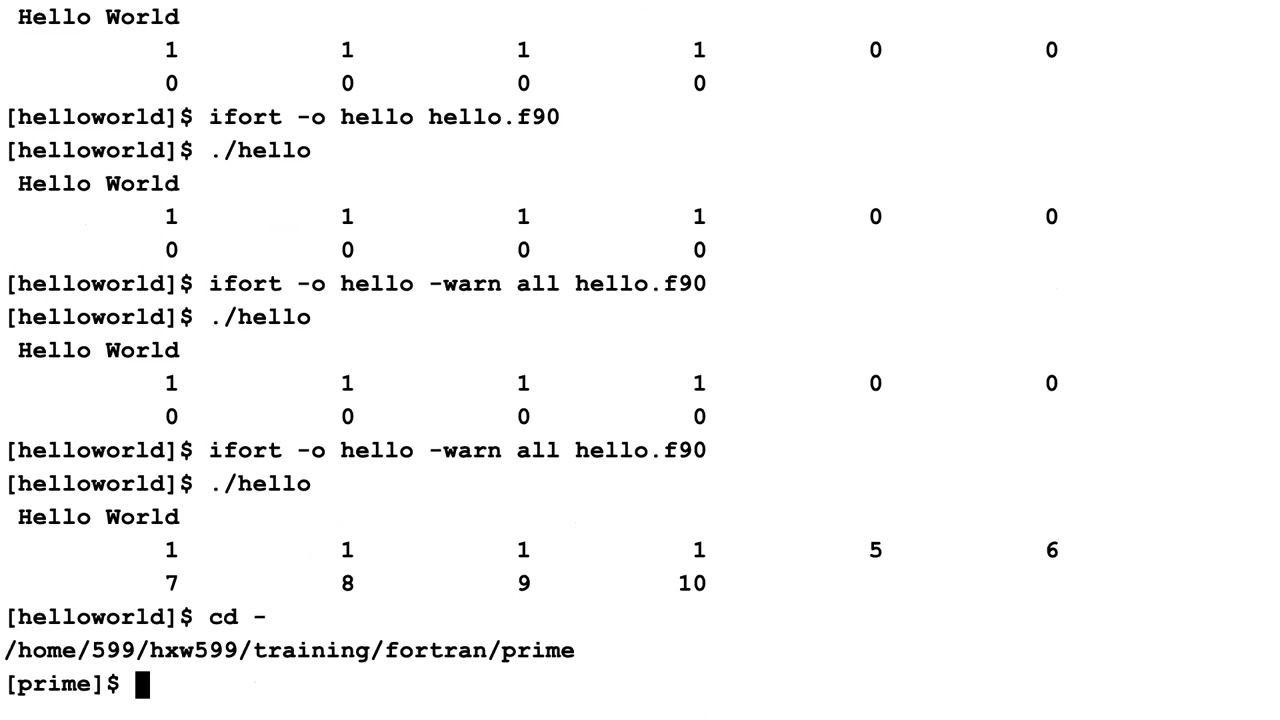 Hello World
1 1 1 1 0 0
0 0 0 0
[helloworld]$ ifort -o hello hello.f90
[helloworld]$ ./hello
Hello World
1 1 1 1 0 0
0 0 0 0
[helloworld]$ ifort -o hello -warn all hello.f90
[helloworld]$ ./hello
Hello World
1 1 1 1 0 0
0 0 0 0
[helloworld]$ ifort -o hello -warn all hello.f90
[helloworld]$ ./hello
Hello World
1 1 1 1 5 6
7 8 9 10
[helloworld]$ cd -
/home/599/hxw599/training/fortran/prime
[prime]$